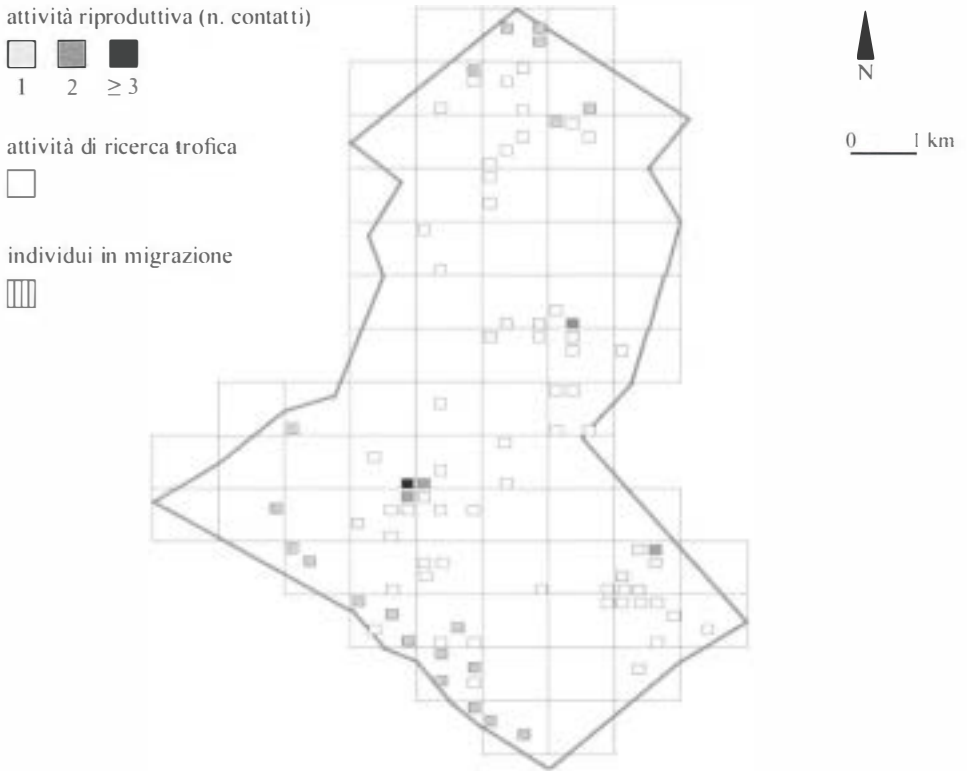 attività riproduttiva (n. contatti)
1 2 ≥ 3
attività di ricerca trofica
individui in migrazione
N
0 1 km